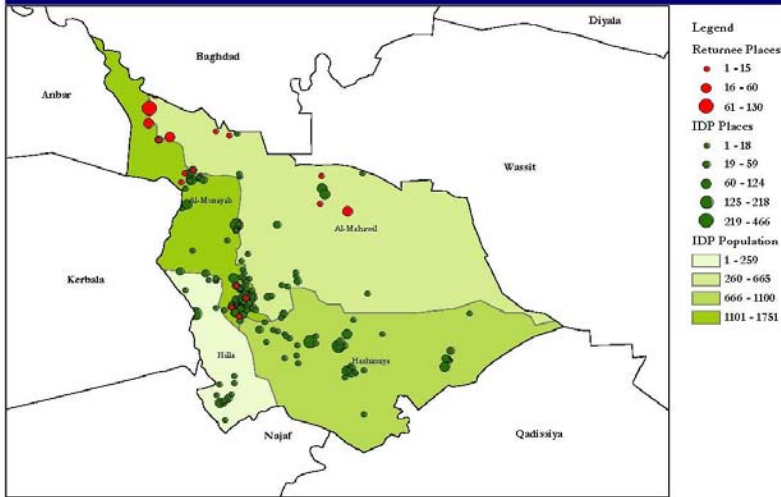 Diyala
Baghdad
Anbar
Wassit
Al-Musayab
Al-Mahawil
Kerbala
Hilla
Hashimiya
Najaf
Qadissiya
Legend
Returnee Places
1 - 15
16 - 60
61 - 130
IDP Places
1 - 18
19 - 59
60 - 124
125 - 218
219 - 466
IDP Population
1 - 259
260 - 665
666 - 1100
1101 - 1751